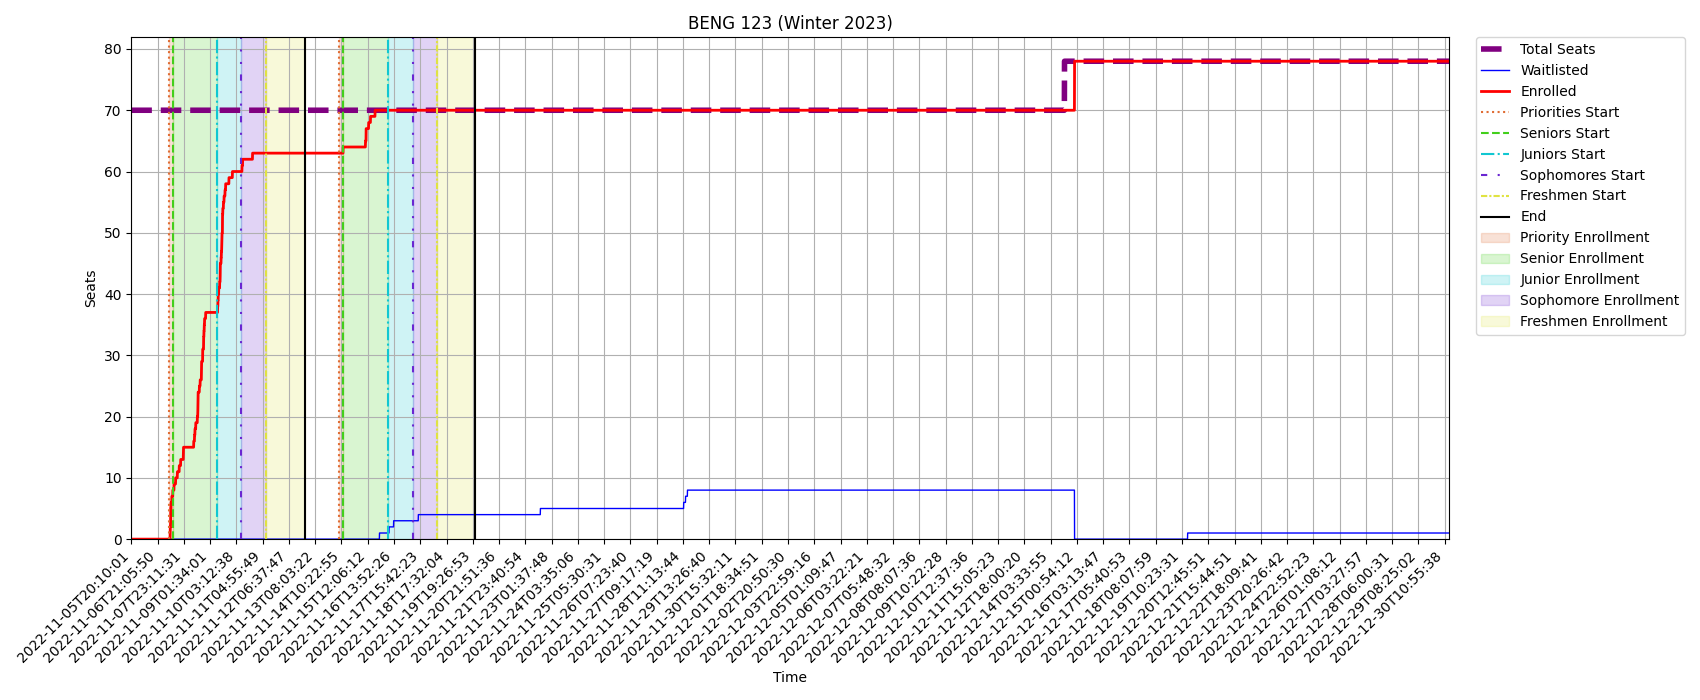 BENG 123 (Winter 2023)
Total Seats
Waitlisted
Enrolled
Priorities Start
Seniors Start
Juniors Start
Sophomores Start
Freshmen Start
End
Priority Enrollment
Senior Enrollment
Junior Enrollment
Sophomore Enrollment
Freshmen Enrollment
Seats
80
70
60
50
40
30
20
10
0
2022-11-05T20:10:01
2022-11-06T21:05:50
2022-11-07T23:11:31
2022-11-09T01:34:01
2022-11-10T03:12:38
2022-11-11T04:55:49
2022-11-12T06:37:47
2022-11-13T08:03:22
2022-11-14T10:22:55
2022-11-15T12:06:12
2022-11-16T13:52:26
2022-11-17T15:42:23
2022-11-18T17:32:04
2022-11-19T19:26:53
2022-11-20T21:51:36
2022-11-21T23:40:54
2022-11-23T01:37:48
2022-11-24T03:35:06
2022-11-25T05:30:31
2022-11-26T07:23:40
2022-11-27T09:17:19
2022-11-28T11:13:44
2022-11-29T13:26:40
2022-11-30T15:32:11
2022-12-01T18:34:51
2022-12-02T20:50:30
2022-12-03T22:59:16
2022-12-05T01:09:47
2022-12-06T03:22:21
2022-12-07T05:48:32
2022-12-08T08:07:36
2022-12-09T10:22:28
2022-12-10T12:37:36
2022-12-11T15:05:23
2022-12-12T18:00:20
2022-12-14T03:33:55
2022-12-15T00:54:12
2022-12-16T03:13:47
2022-12-17T05:40:53
2022-12-18T08:07:59
2022-12-19T10:23:31
2022-12-20T12:45:51
2022-12-21T15:44:51
2022-12-22T18:09:41
2022-12-23T20:26:42
2022-12-24T22:52:23
2022-12-26T01:08:12
2022-12-27T03:27:57
2022-12-28T06:00:31
2022-12-29T08:25:02
2022-12-30T10:55:38
Time